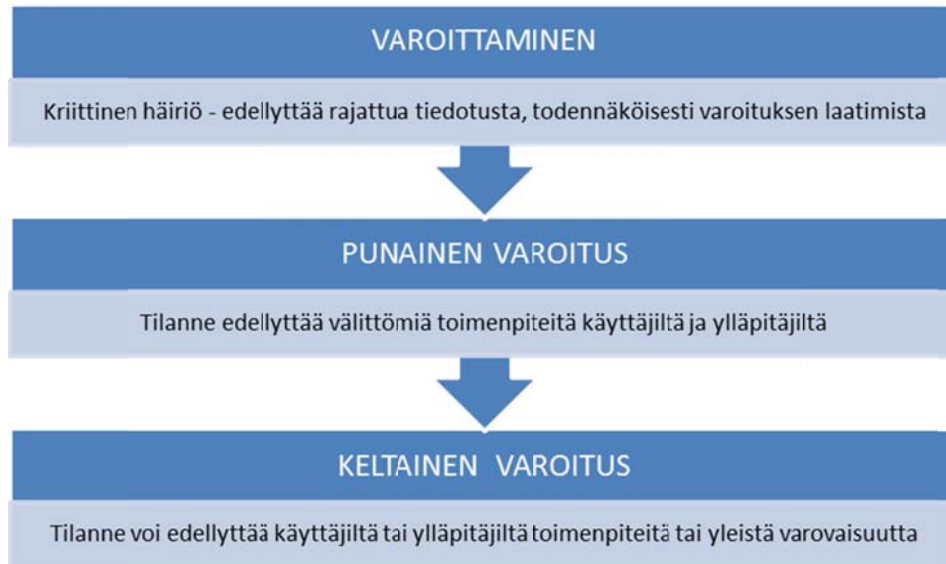 VAROITTAMINEN
Kriittinen häiriö - edellyttää rajattua tiedotusta, todennäköisesti varoituksen laatimista
PUNAINEN VAROITUS
Tilanne edellyttää välittömiä toimenpiteitä käyttäjiltä ja ylläpitäjiltä
KELTAINEN VAROITUS
Tilanne voi edellyttää käyttäjiltä tai ylläpitäjiltä toimenpiteitä tai yleistä varovaisuutta